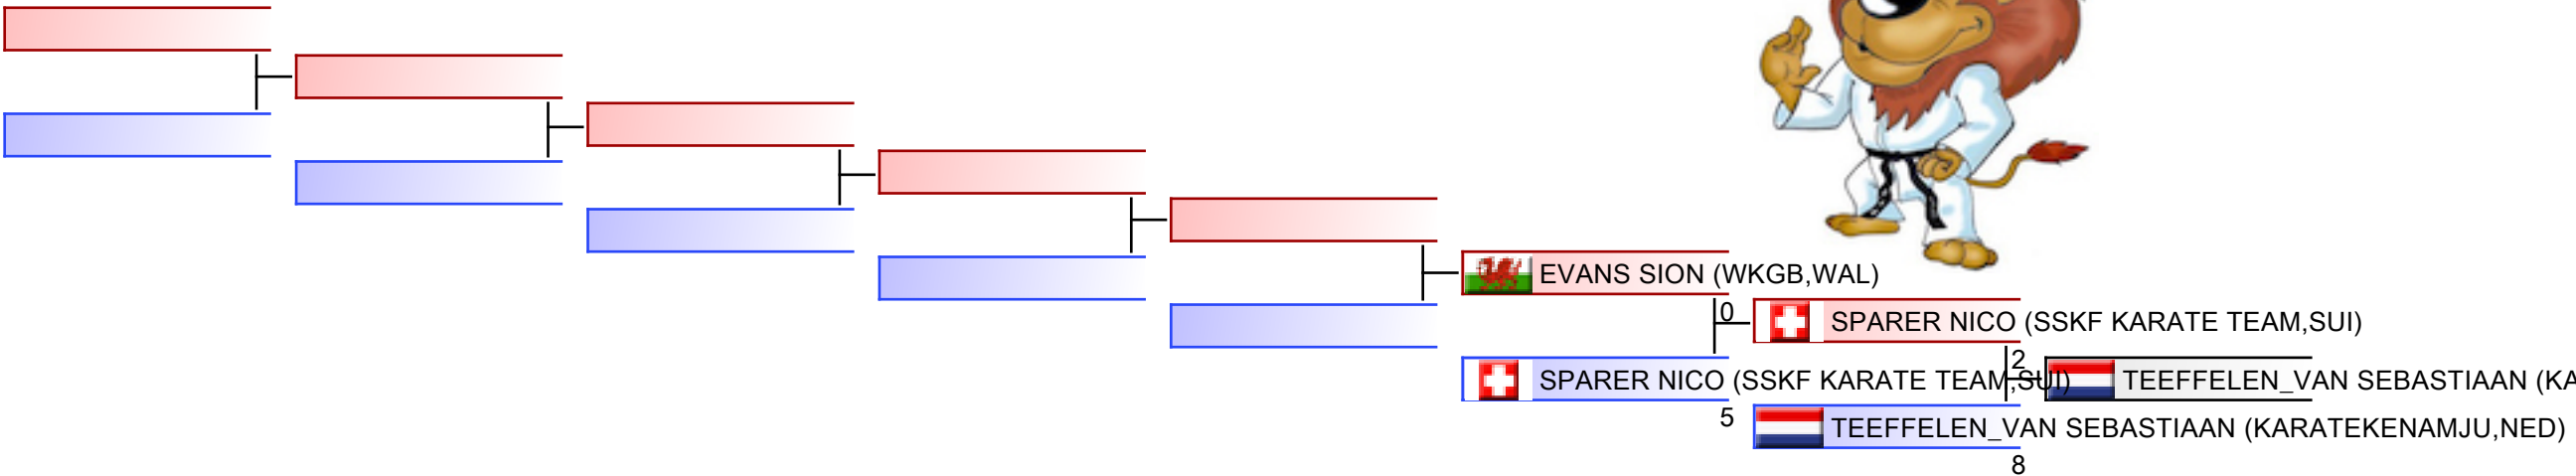 EVANS SION (WKGB,WAL)
0
SPARER NICO (SSKF KARATE TEAM,SUI)
2
SPARER NICO (SSKF KARATE TEAM,SUI)
TEEFFELEN_VAN SEBASTIAAN (KA
5
TEEFFELEN_VAN SEBASTIAAN (KARATEKENAMJU,NED)
8